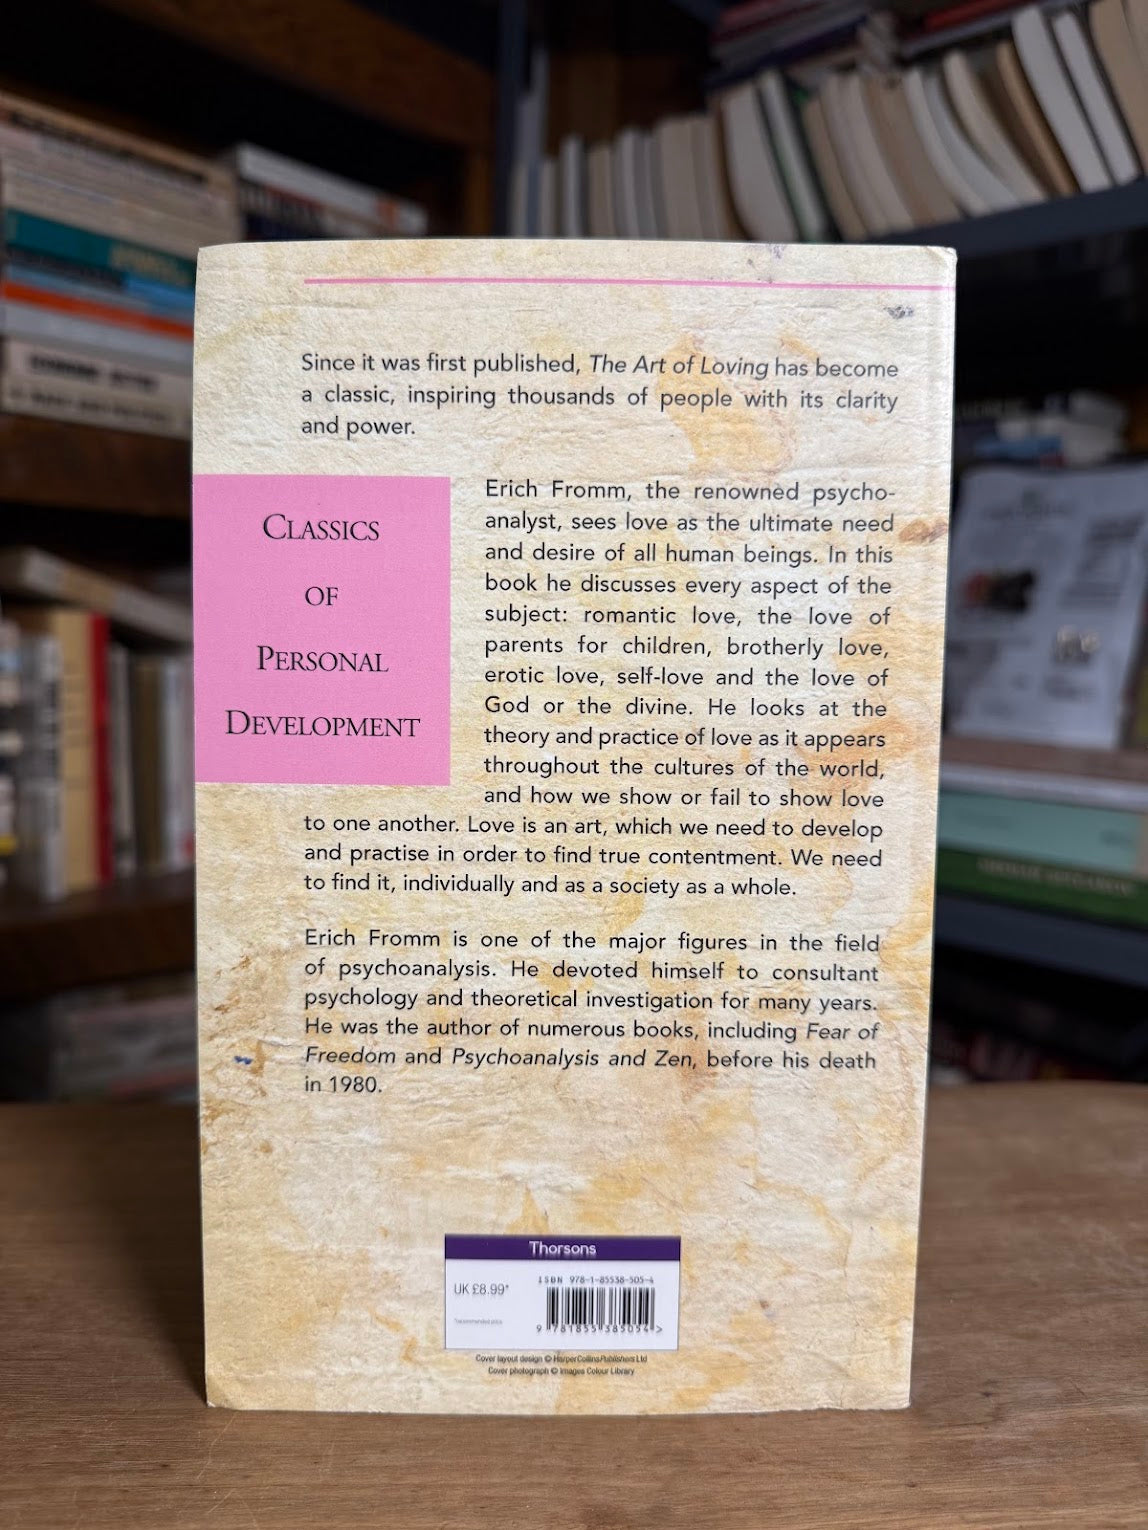 Since it was first published, The Art of Loving has become
a classic, inspiring thousands of people with its clarity
and power.
CLASSICS
OF
PERSONAL
DEVELOPMENT
Erich Fromm, the renowned psycho-
analyst, sees love as the ultimate need
and desire of all human beings. In this
book he discusses every aspect of the
subject: romantic love, the love of
parents for children, brotherly love,
erotic love, self-love and the love of
God or the divine. He looks at the
theory and practice of love as it appears
throughout the cultures of the world,
and how we show or fail to show love
to one another. Love is an art, which we need to develop
and practise in order to find true contentment. We need
to find it, individually and as a society as a whole.
Erich Fromm is one of the major figures in the field
of psychoanalysis. He devoted himself to consultant
psychology and theoretical investigation for many years.
He was the author of numerous books, including Fear of
Freedom and Psychoanalysis and Zen, before his death
in 1980.
Thorsons
UK £8.99*
*recommended price
ISBN 978-1-85538-505-4
9 781855 385054 >
Cover layout design © HarperCollinsPublishers Ltd
Cover photograph © Images Colour Library